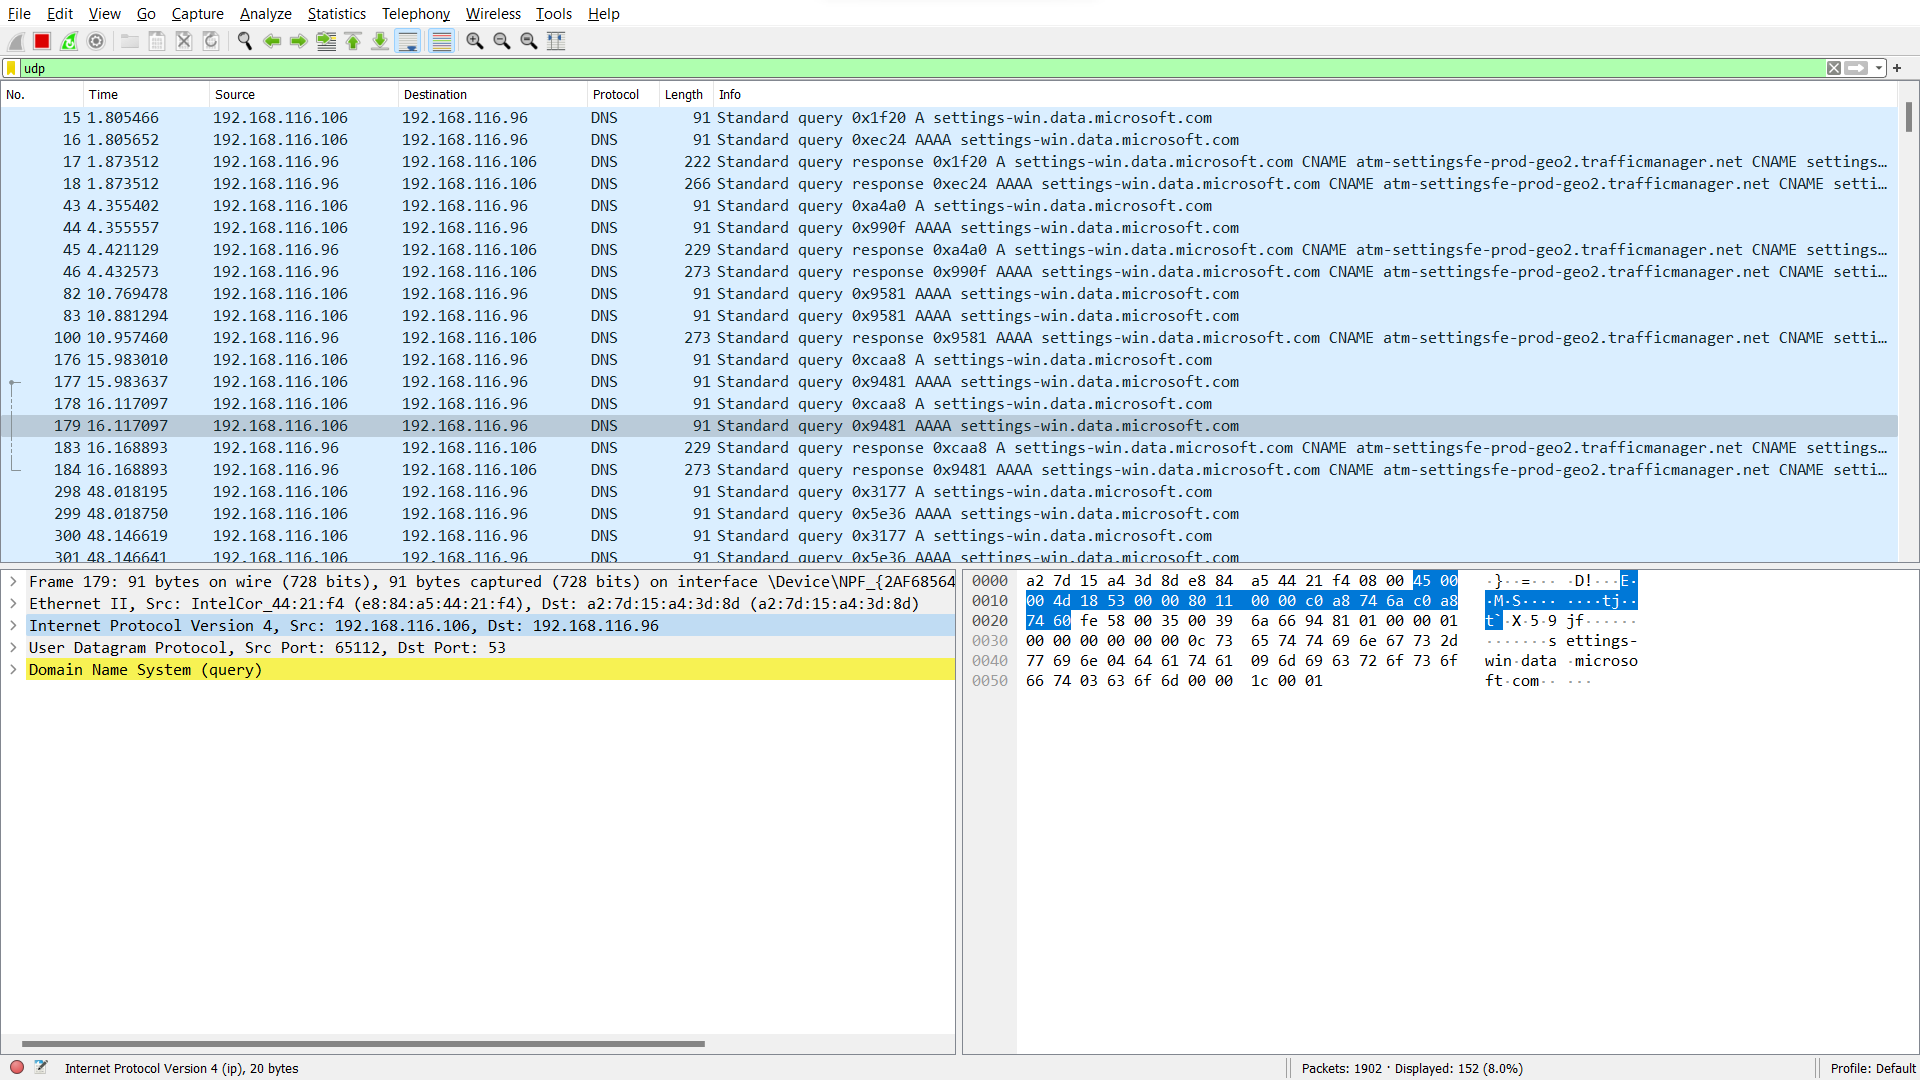 File Edit View Go Capture Analyze Statistics Telephony Wireless Tools Help
udp
No. Time Source Destination Protocol Length Info
15 1.805466 192.168.116.106 192.168.116.96 DNS 91 Standard query 0x1f20 A settings-win.data.microsoft.com
16 1.805652 192.168.116.106 192.168.116.96 DNS 91 Standard query 0xec24 AAAA settings-win.data.microsoft.com
17 1.873512 192.168.116.96 192.168.116.106 DNS 222 Standard query response 0x1f20 A settings-win.data.microsoft.com CNAME atm-settingsfe-prod-geo2.trafficmanager.net CNAME settings…
18 1.873512 192.168.116.96 192.168.116.106 DNS 266 Standard query response 0xec24 AAAA settings-win.data.microsoft.com CNAME atm-settingsfe-prod-geo2.trafficmanager.net CNAME setti…
43 4.355402 192.168.116.106 192.168.116.96 DNS 91 Standard query 0xa4a0 A settings-win.data.microsoft.com
44 4.355557 192.168.116.106 192.168.116.96 DNS 91 Standard query 0x990f AAAA settings-win.data.microsoft.com
45 4.421129 192.168.116.96 192.168.116.106 DNS 229 Standard query response 0xa4a0 A settings-win.data.microsoft.com CNAME atm-settingsfe-prod-geo2.trafficmanager.net CNAME settings…
46 4.432573 192.168.116.96 192.168.116.106 DNS 273 Standard query response 0x990f AAAA settings-win.data.microsoft.com CNAME atm-settingsfe-prod-geo2.trafficmanager.net CNAME setti…
82 10.769478 192.168.116.106 192.168.116.96 DNS 91 Standard query 0x9581 AAAA settings-win.data.microsoft.com
83 10.881294 192.168.116.106 192.168.116.96 DNS 91 Standard query 0x9581 AAAA settings-win.data.microsoft.com
100 10.957460 192.168.116.96 192.168.116.106 DNS 273 Standard query response 0x9581 AAAA settings-win.data.microsoft.com CNAME atm-settingsfe-prod-geo2.trafficmanager.net CNAME setti…
176 15.983010 192.168.116.106 192.168.116.96 DNS 91 Standard query 0xcaa8 A settings-win.data.microsoft.com
177 15.983637 192.168.116.106 192.168.116.96 DNS 91 Standard query 0x9481 AAAA settings-win.data.microsoft.com
178 16.117097 192.168.116.106 192.168.116.96 DNS 91 Standard query 0xcaa8 A settings-win.data.microsoft.com
179 16.117097 192.168.116.106 192.168.116.96 DNS 91 Standard query 0x9481 AAAA settings-win.data.microsoft.com
183 16.168893 192.168.116.96 192.168.116.106 DNS 229 Standard query response 0xcaa8 A settings-win.data.microsoft.com CNAME atm-settingsfe-prod-geo2.trafficmanager.net CNAME settings…
184 16.168893 192.168.116.96 192.168.116.106 DNS 273 Standard query response 0x9481 AAAA settings-win.data.microsoft.com CNAME atm-settingsfe-prod-geo2.trafficmanager.net CNAME setti…
298 48.018195 192.168.116.106 192.168.116.96 DNS 91 Standard query 0x3177 A settings-win.data.microsoft.com
299 48.018750 192.168.116.106 192.168.116.96 DNS 91 Standard query 0x5e36 AAAA settings-win.data.microsoft.com
300 48.146619 192.168.116.106 192.168.116.96 DNS 91 Standard query 0x3177 A settings-win.data.microsoft.com
301 48.146641 192.168.116.106 192.168.116.96 DNS 91 Standard query 0x5e36 AAAA settings-win.data.microsoft.com
Frame 179: 91 bytes on wire (728 bits), 91 bytes captured (728 bits) on interface \Device\NPF_{2AF68564
Ethernet II, Src: IntelCor_44:21:f4 (e8:84:a5:44:21:f4), Dst: a2:7d:15:a4:3d:8d (a2:7d:15:a4:3d:8d)
Internet Protocol Version 4, Src: 192.168.116.106, Dst: 192.168.116.96
User Datagram Protocol, Src Port: 65112, Dst Port: 53
Domain Name System (query)
0000 a2 7d 15 a4 3d 8d e8 84 a5 44 21 f4 08 00 45 00 ·}··=··· ·D!···E·
0010 00 4d 18 53 00 00 80 11 00 00 c0 a8 74 6a c0 a8 ·M·S···· ····tj··
0020 74 60 fe 58 00 35 00 39 6a 66 94 81 01 00 00 01 t`·X·5·9 jf······
0030 00 00 00 00 00 00 0c 73 65 74 74 69 6e 67 73 2d ·······s ettings-
0040 77 69 6e 04 64 61 74 61 09 6d 69 63 72 6f 73 6f win·data ·microso
0050 66 74 03 63 6f 6d 00 00 1c 00 01 ft·com·· ···
Internet Protocol Version 4 (ip), 20 bytes
Packets: 1902 · Displayed: 152 (8.0%)
Profile: Default